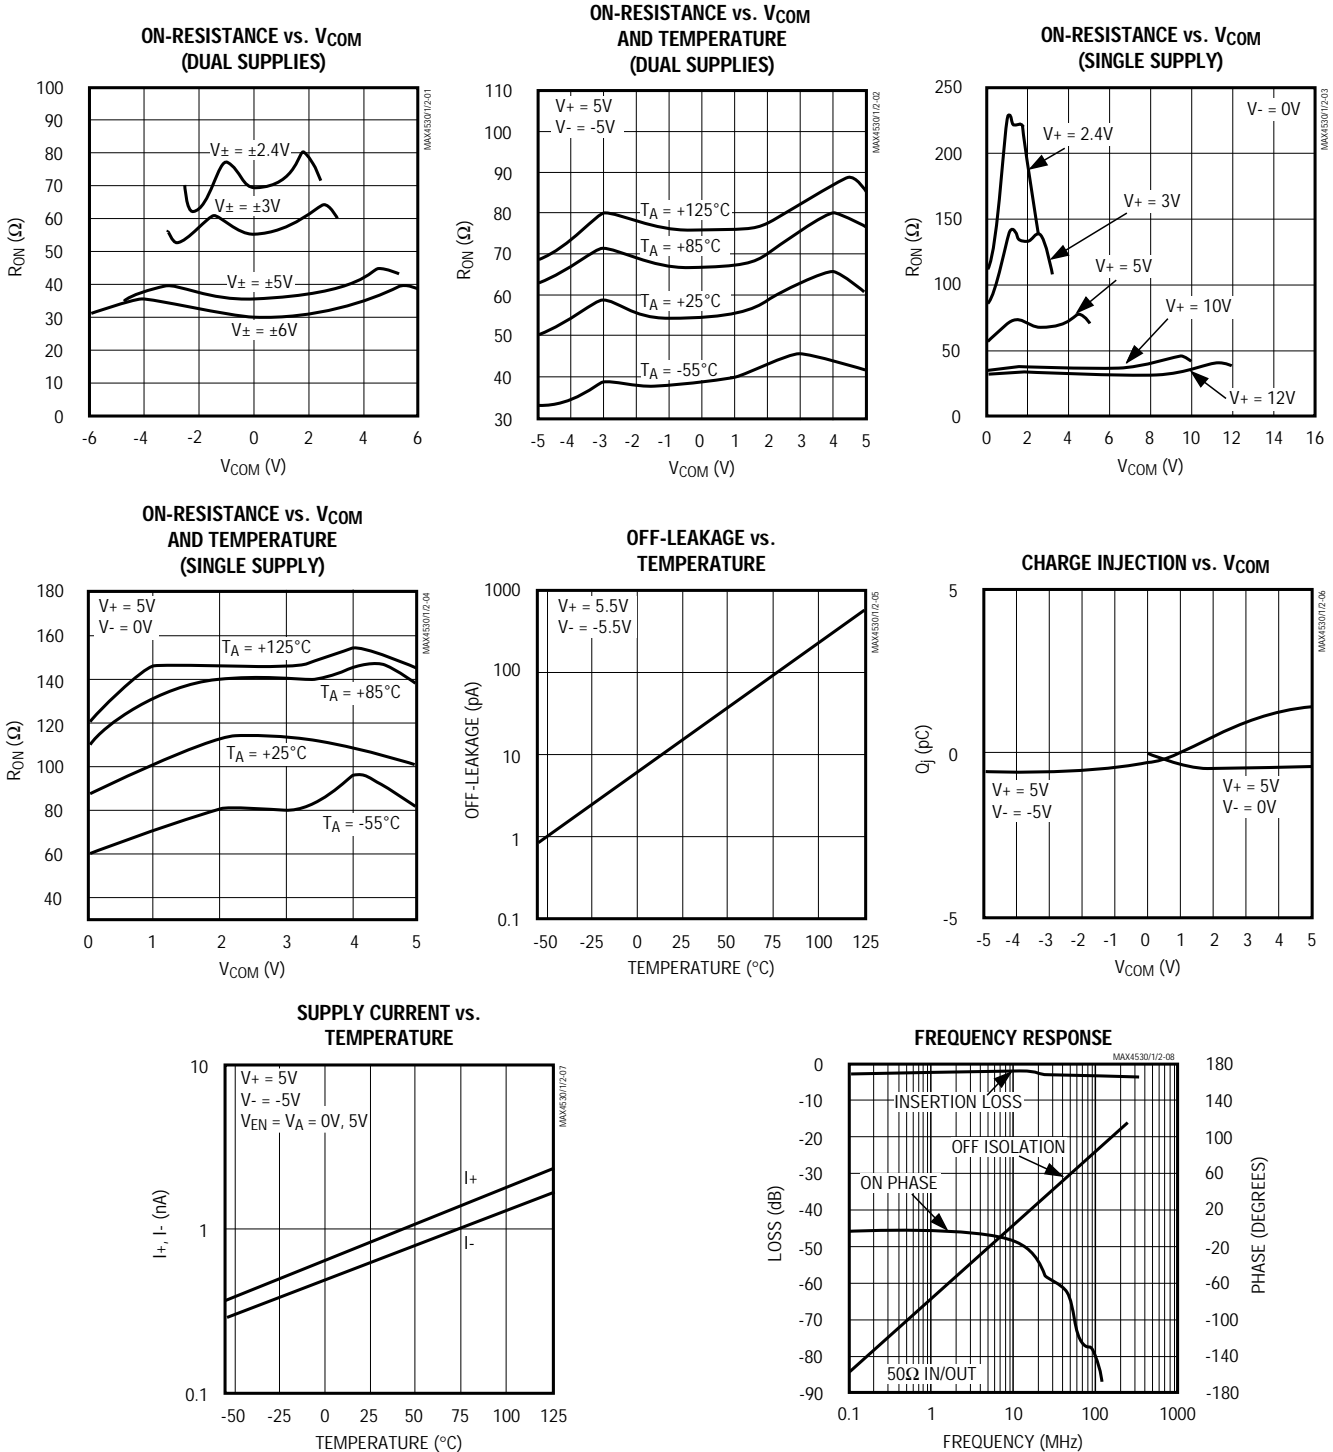 ON-RESISTANCE vs. VCOM
(DUAL SUPPLIES)
100
90
80
70
60
50
40
30
20
10
0
RON (Ω)
V± = ±2.4V
V± = ±3V
V± = ±5V
V± = ±6V
MAX4530/1/2-01
-6 -4 -2 0 2 4 6
VCOM (V)
ON-RESISTANCE vs. VCOM
AND TEMPERATURE
(DUAL SUPPLIES)
110
100
90
80
70
60
50
40
30
RON (Ω)
V+ = 5V
V- = -5V
TA = +125°C
TA = +85°C
TA = +25°C
TA = -55°C
MAX4530/1/2-02
-5 -4 -3 -2 -1 0 1 2 3 4 5
VCOM (V)
ON-RESISTANCE vs. VCOM
(SINGLE SUPPLY)
250
200
150
100
50
0
RON (Ω)
V- = 0V
V+ = 2.4V
V+ = 3V
V+ = 5V
V+ = 10V
V+ = 12V
MAX4530/1/2-03
0 2 4 6 8 10 12 14 16
VCOM (V)
ON-RESISTANCE vs. VCOM
AND TEMPERATURE
(SINGLE SUPPLY)
180
160
140
120
100
80
60
40
RON (Ω)
V+ = 5V
V- = 0V
TA = +125°C
TA = +85°C
TA = +25°C
TA = -55°C
MAX4530/1/2-04
0 1 2 3 4 5
VCOM (V)
OFF-LEAKAGE vs.
TEMPERATURE
1000
100
10
1
0.1
OFF-LEAKAGE (pA)
V+ = 5.5V
V- = -5.5V
MAX4530/1/2-05
-50 -25 0 25 50 75 100 125
TEMPERATURE (°C)
CHARGE INJECTION vs. VCOM
5
0
-5
Qj (pC)
V+ = 5V
V- = -5V
V+ = 5V
V- = 0V
MAX4530/1/2-06
-5 -4 -3 -2 -1 0 1 2 3 4 5
VCOM (V)
SUPPLY CURRENT vs.
TEMPERATURE
10
1
0.1
I+, I- (nA)
V+ = 5V
V- = -5V
VEN = VA = 0V, 5V
I+
I-
MAX4530/1/2-07
-50 -25 0 25 50 75 100 125
TEMPERATURE (°C)
FREQUENCY RESPONSE
MAX4530/1/2-08
0
-10
-20
-30
-40
-50
-60
-70
-80
-90
LOSS (dB)
INSERTION LOSS
OFF ISOLATION
ON PHASE
50Ω IN/OUT
180
140
100
60
20
-20
-60
-100
-140
-180
PHASE (DEGREES)
0.1 1 10 100 1000
FREQUENCY (MHz)